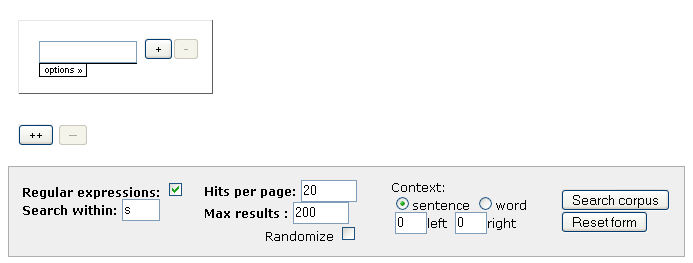 + -
options »
++ —
Regular expressions:
Search within: s
Hits per page: 20
Max results : 200
Randomize
Context:
sentence word
0 left 0 right
Search corpus
Reset form